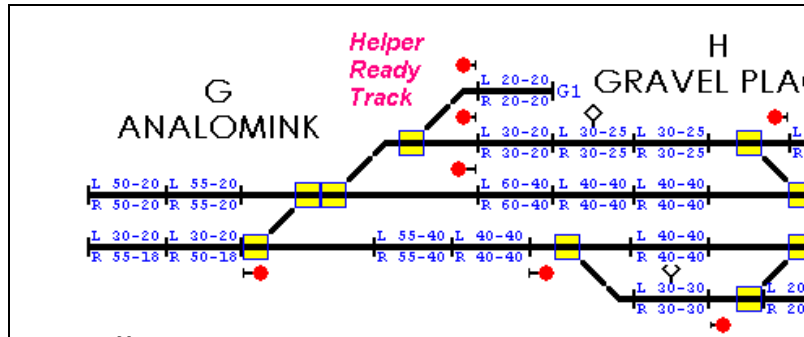 Helper
Ready
Track
H
GRAVEL PLA
G
ANALOMINK
L 20-20
R 20-20
G1
L 30-20 L 30-25 L 30-25 L
R 30-20 R 30-25 R 30-25 R
L 50-20 L 55-20 L 60-40 L 40-40 L 40-40
R 50-20 R 55-20 R 60-40 R 40-40 R 40-40
L 30-20 L 30-20 L 55-40 L 40-40 L 40-40
R 55-18 R 50-18 R 55-40 R 40-40 R 40-40
L 30-30 L 20
R 30-30 R 20